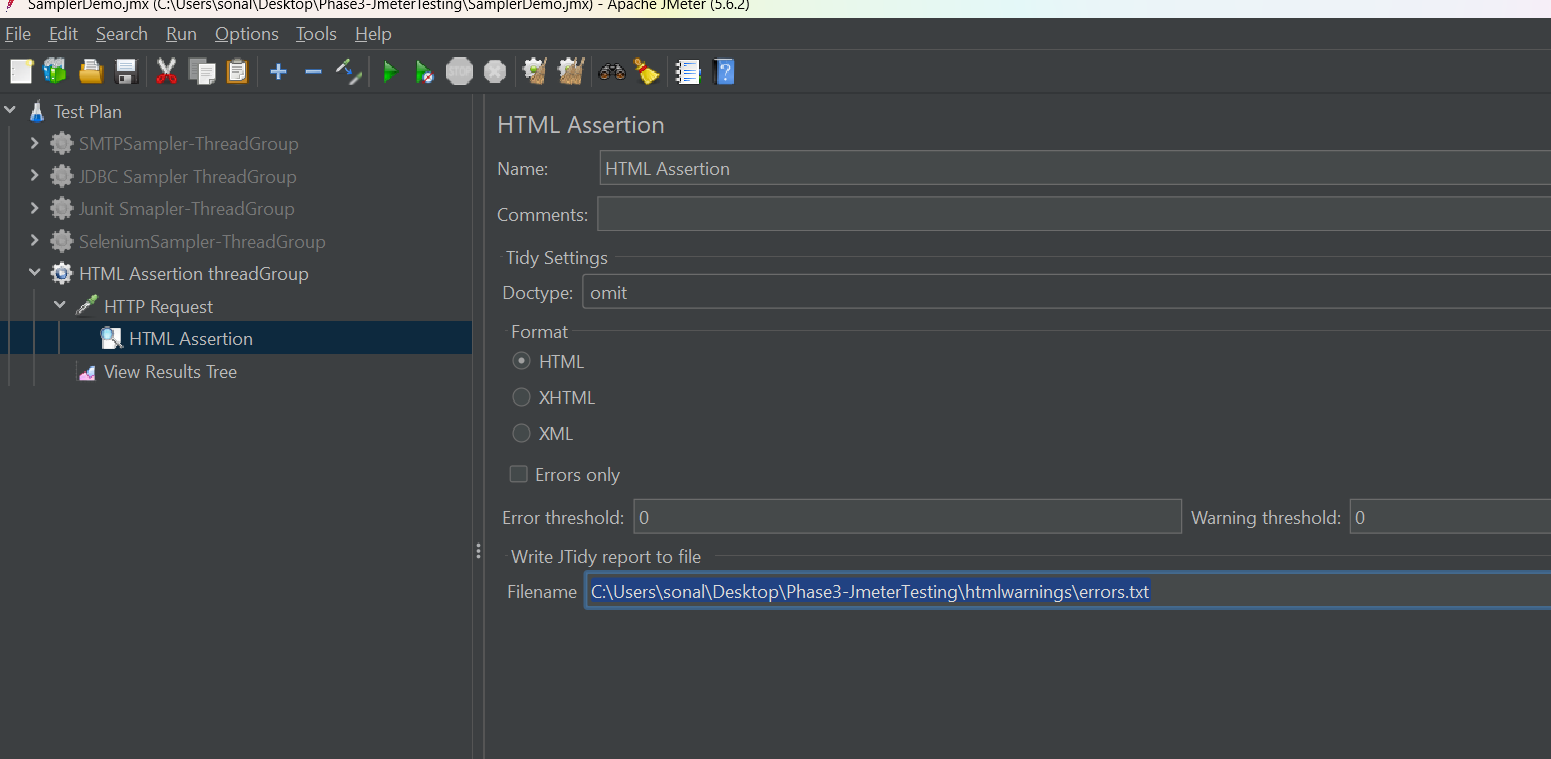 SamplerDemo.jmx (C:\Users\sonal\Desktop\Phase3-JmeterTesting\SamplerDemo.jmx) - Apache JMeter (5.6.2)
File Edit Search Run Options Tools Help
STOP
Test Plan
SMTPSampler-ThreadGroup
JDBC Sampler ThreadGroup
Junit Smapler-ThreadGroup
SeleniumSampler-ThreadGroup
HTML Assertion threadGroup
HTTP Request
HTML Assertion
View Results Tree
HTML Assertion
Name: HTML Assertion
Comments:
Tidy Settings
Doctype: omit
Format
HTML
XHTML
XML
Errors only
Error threshold: 0 Warning threshold: 0
Write JTidy report to file
Filename C:\Users\sonal\Desktop\Phase3-JmeterTesting\htmlwarnings\errors.txt